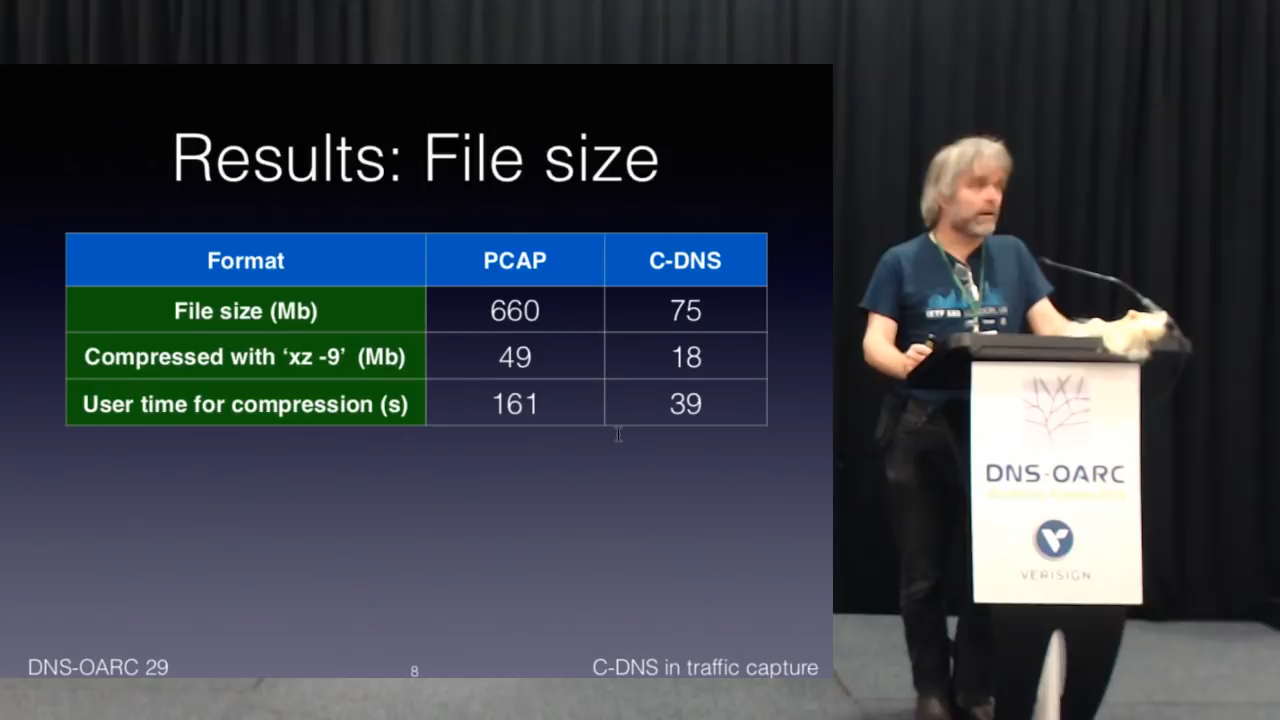 Results: File size
Format PCAP C-DNS
File size (Mb) 660 75
Compressed with ‘xz -9’ (Mb) 49 18
User time for compression (s) 161 39
DNS-OARC 29 8 C-DNS in traffic capture
DNS-OARC
VERISIGN